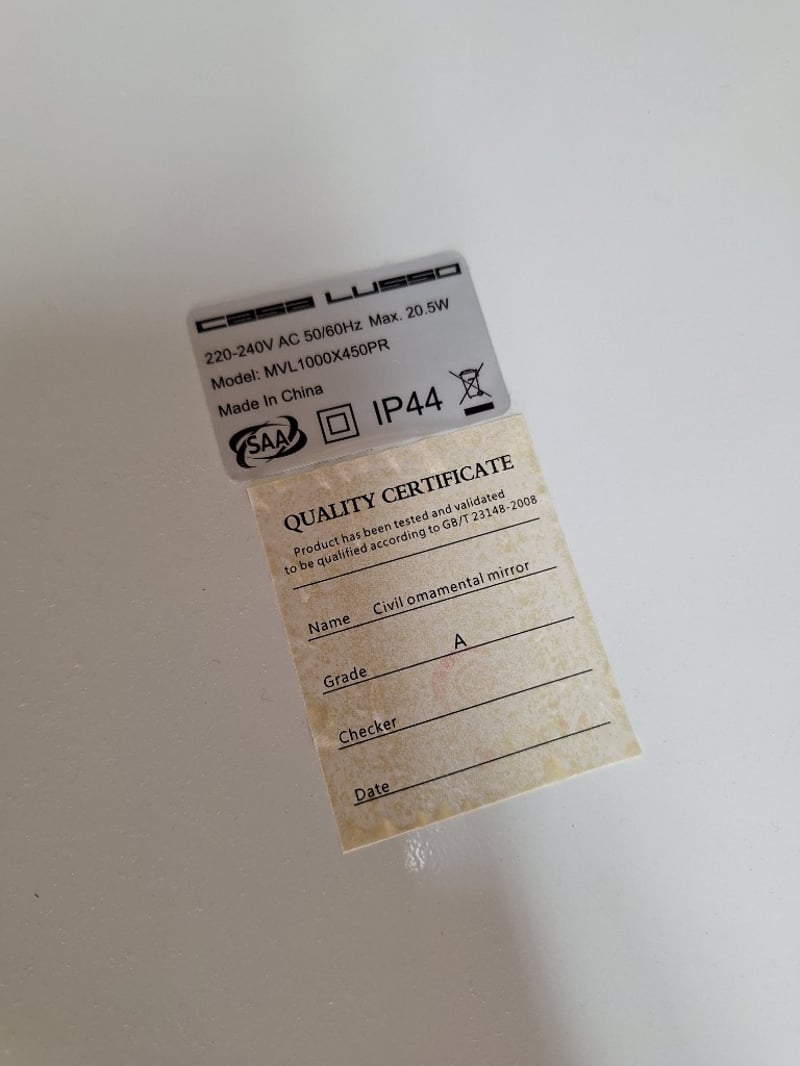 Casa Lusso
220-240V AC 50/60Hz Max. 20.5W
Model: MVL1000X450PR
Made In China
SAA IP44
QUALITY CERTIFICATE
Product has been tested and validated
to be qualified according to GB/T 23148-2008
Name Civil omamental mirror
Grade A
Checker
Date